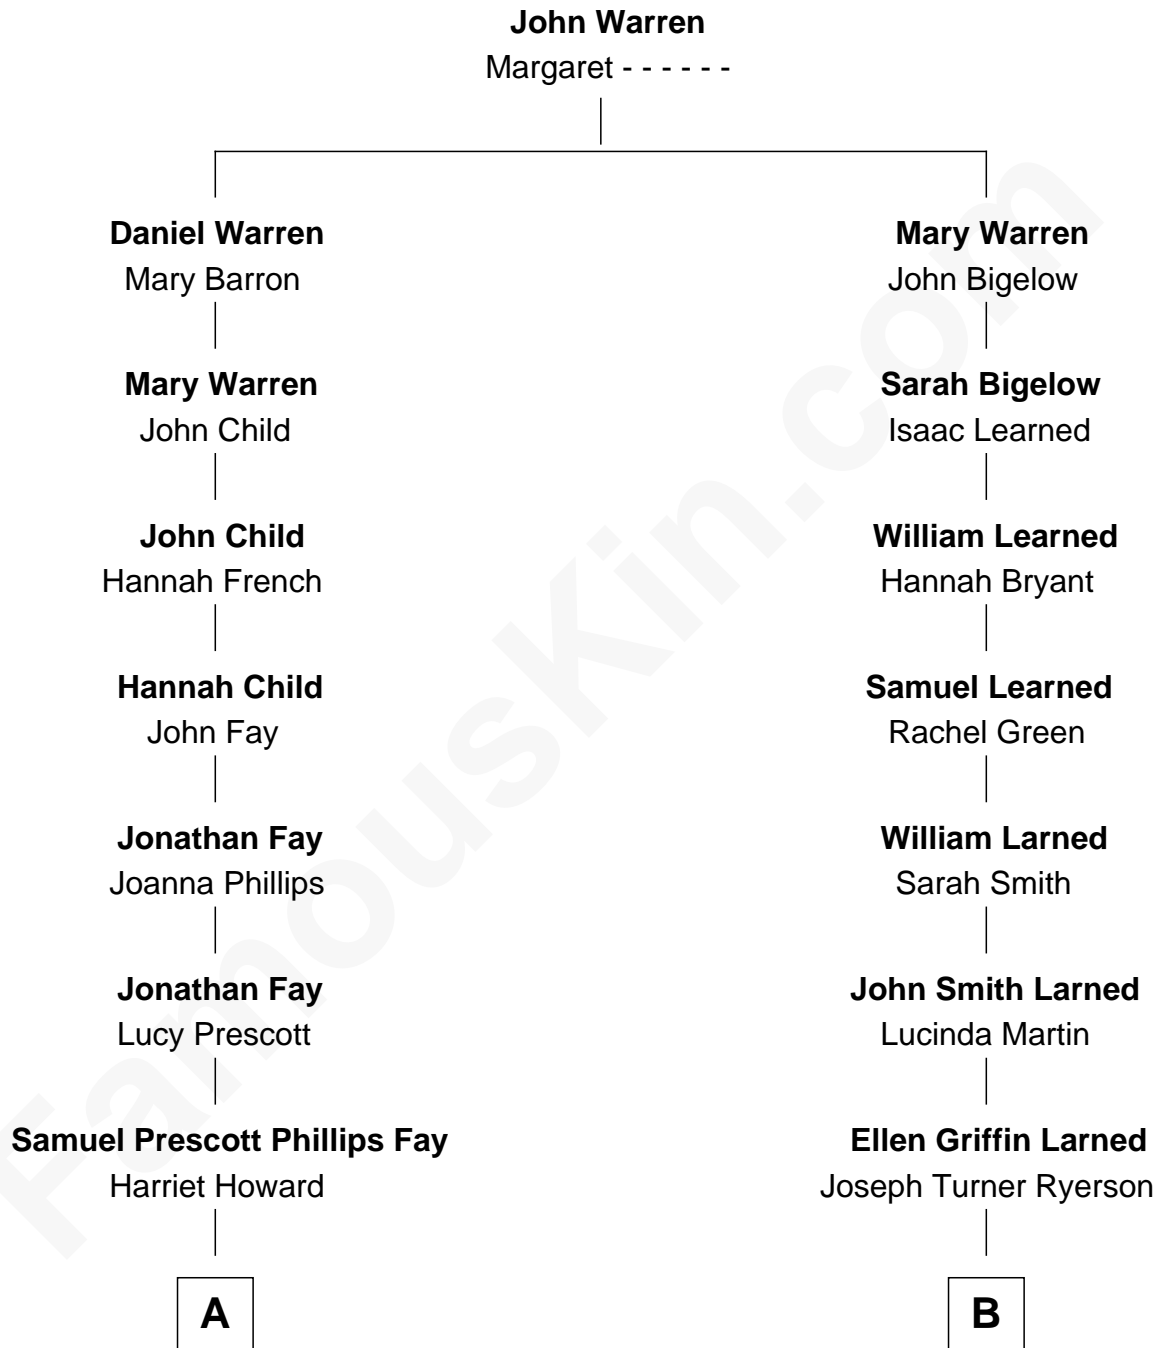 John Warren
Margaret - - - - - -
Daniel Warren
Mary Barron
Mary Warren
John Child
John Child
Hannah French
Hannah Child
John Fay
Jonathan Fay
Joanna Phillips
Jonathan Fay
Lucy Prescott
Samuel Prescott Phillips Fay
Harriet Howard
A
Mary Warren
John Bigelow
Sarah Bigelow
Isaac Learned
William Learned
Hannah Bryant
Samuel Learned
Rachel Green
William Larned
Sarah Smith
John Smith Larned
Lucinda Martin
Ellen Griffin Larned
Joseph Turner Ryerson
B
FamousKin.com